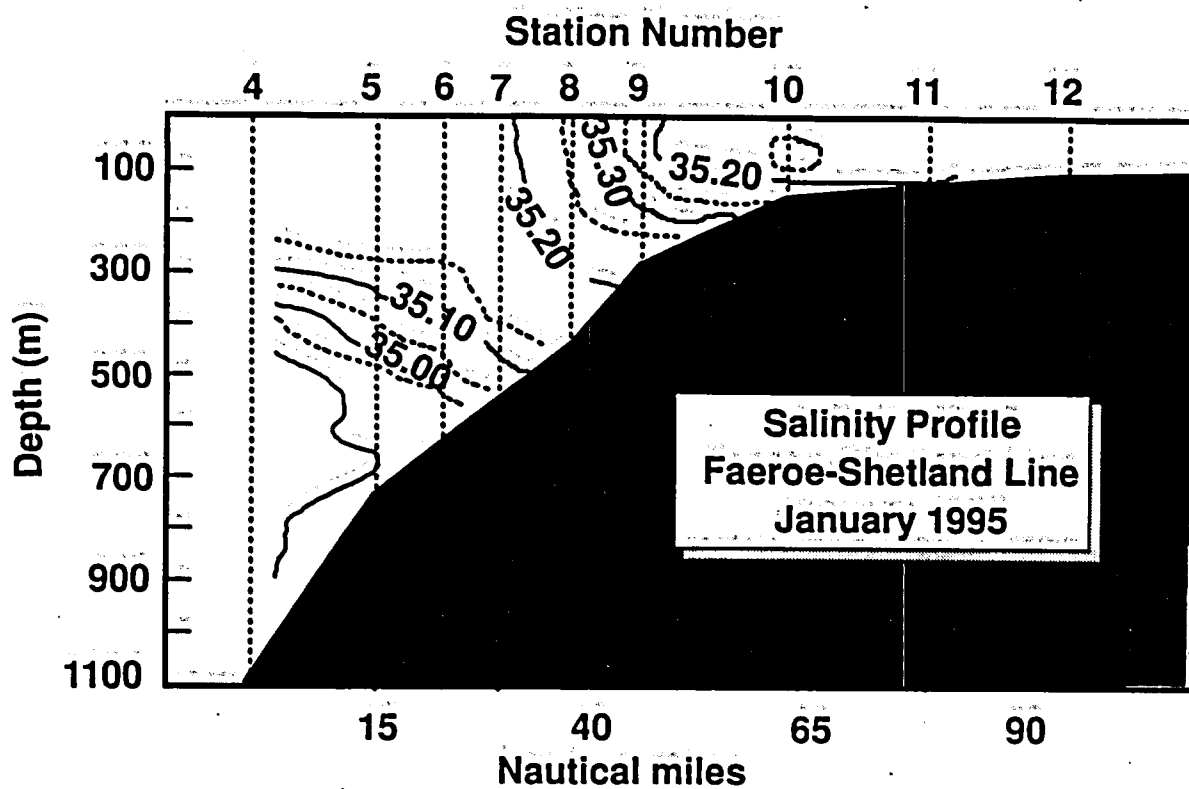 Station Number
4 5 6 7 8 9 10 11 12
100
300
500
700
900
1100
Depth (m)
35.30
35.20
35.20
35.10
35.00
Salinity Profile
Faeroe-Shetland Line
January 1995
15 40 65 90
Nautical miles